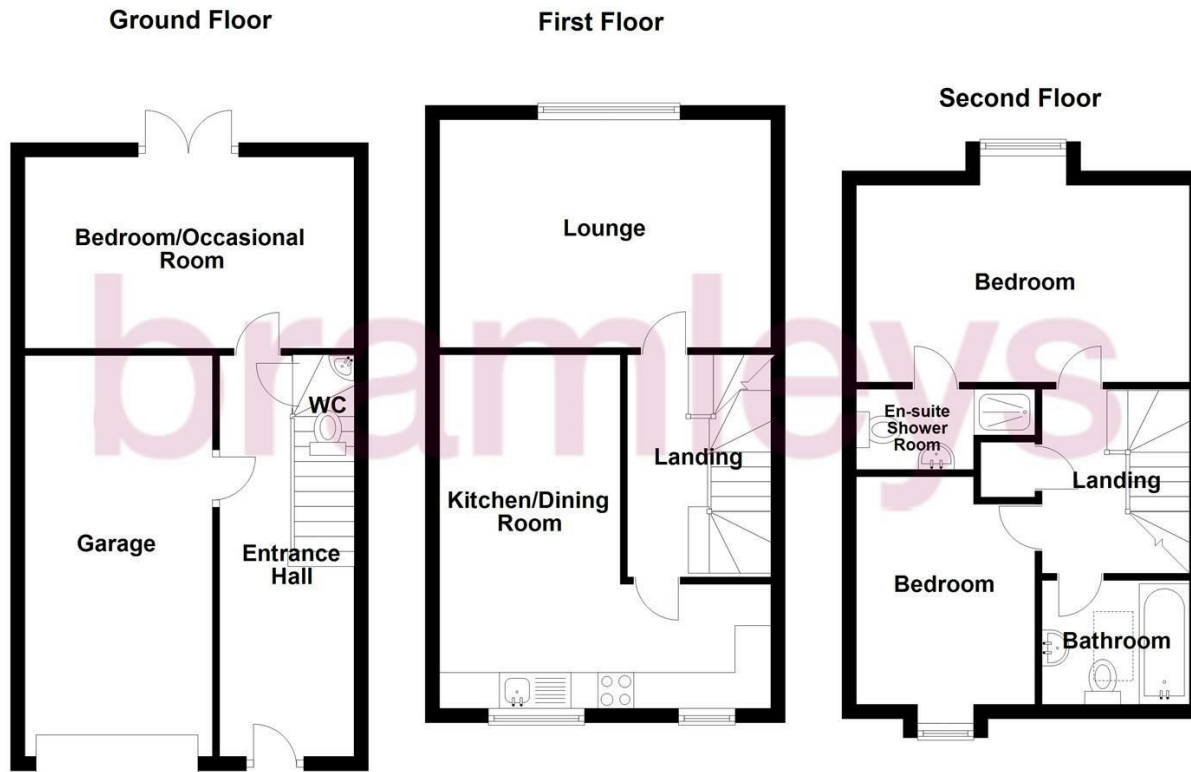 Ground Floor
Bedroom/Occasional
Room
WC
Garage
Entrance
Hall
First Floor
Lounge
Landing
Kitchen/Dining
Room
Second Floor
Bedroom
En-suite
Shower
Room
Landing
Bedroom
Bathroom
bramleys